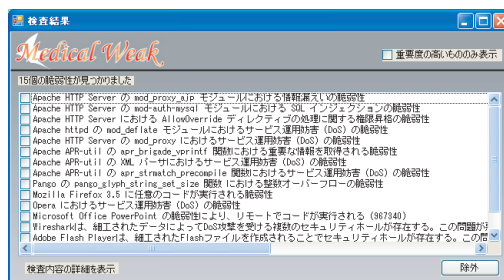 検査結果
Medical Weak
重要度の高いもののみ表示
15個の脆弱性が見つかりました
Apache HTTP Server の mod_proxy_ajp モジュールにおける情報漏えいの脆弱性
Apache HTTP Server の mod-auth-mysql モジュールにおける SQL インジェクションの脆弱性
Apache HTTP Server における AllowOverride ディレクティブの処理に関する権限昇格の脆弱性
Apache httpd の mod_deflate モジュールにおけるサービス運用妨害 (DoS) の脆弱性
Apache HTTP Server の mod_proxy におけるサービス運用妨害 (DoS) の脆弱性
Apache APR-util の apr_brigade_vprintf 関数における重要な情報を取得される脆弱性
Apache APR-util の XML パーサにおけるサービス運用妨害 (DoS) の脆弱性
Apache APR-util の apr_strmatch_precompile 関数におけるサービス運用妨害 (DoS) の脆弱性
Pango の pango_glyph_string_set_size 関数 における整数オーバーフローの脆弱性
Mozilla Firefox 3.5 に任意のコードが実行される脆弱性
Opera におけるサービス運用妨害 (DoS) の脆弱性
Microsoft Office PowerPoint の脆弱性により、リモートでコードが実行される (967340)
Wiresharkは、細工されたデータによってDoS攻撃を受ける複数のセキュリティホールが存在する。この問題が
Adobe Flash Playerは、細工されたFlashファイルを作成されることでセキュリティホールが存在する。この問
検査内容の詳細を表示
除外